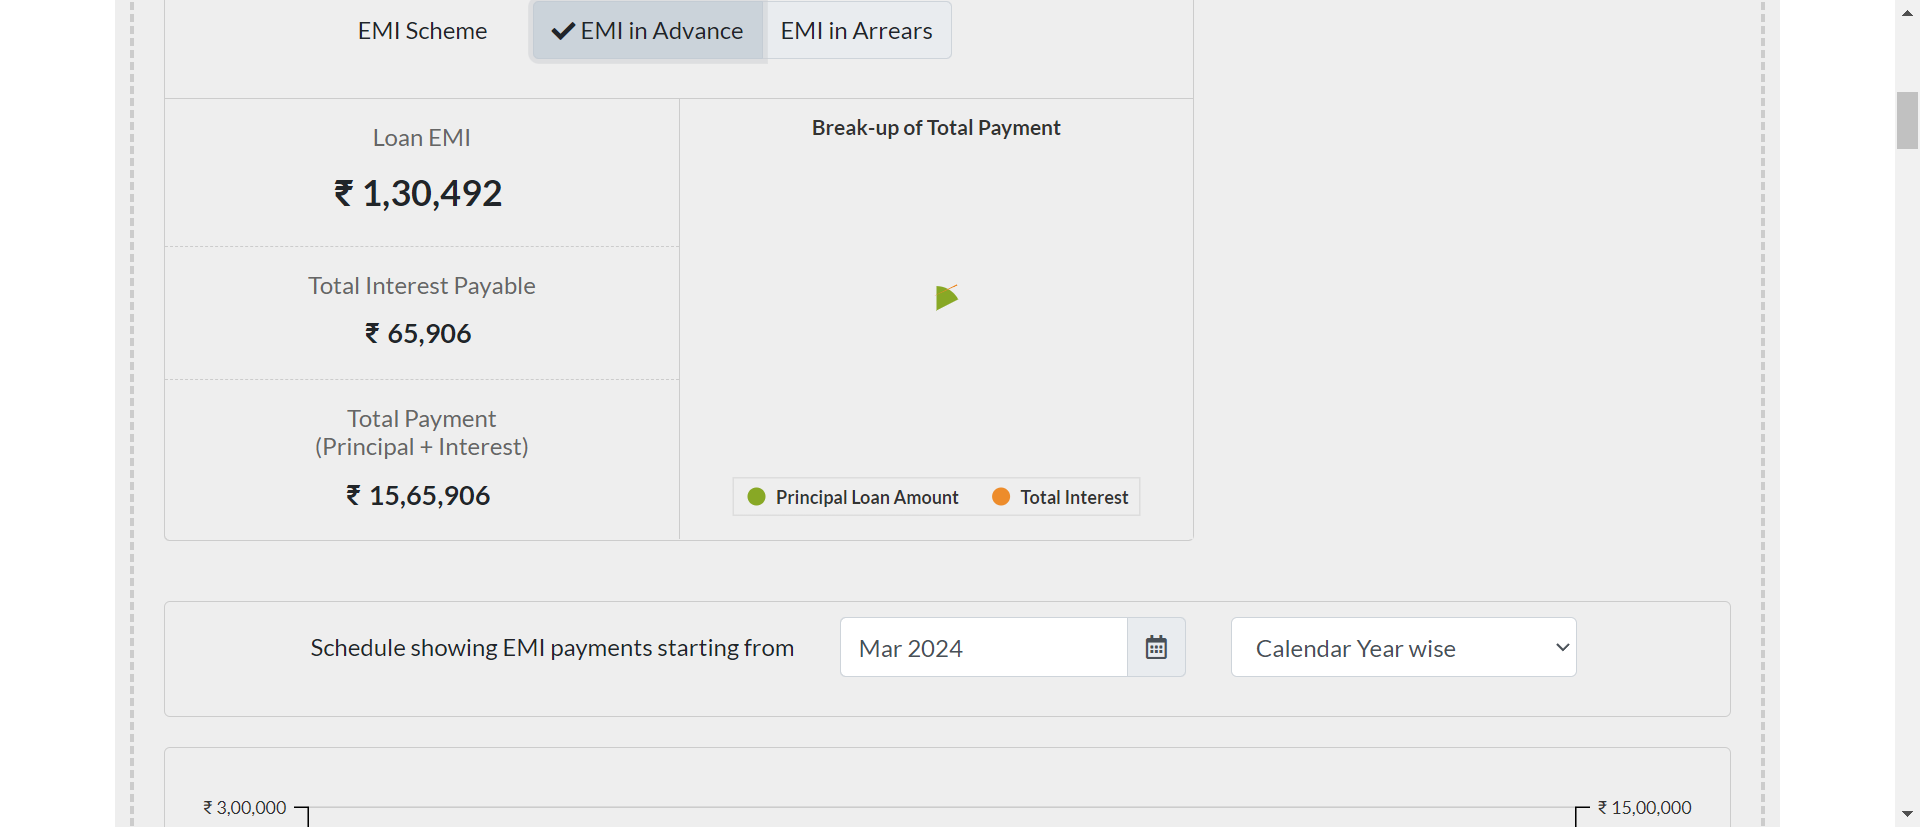 EMI Scheme
EMI in Advance
EMI in Arrears
Loan EMI
₹ 1,30,492
Total Interest Payable
₹ 65,906
Total Payment
(Principal + Interest)
₹ 15,65,906
Break-up of Total Payment
Principal Loan Amount
Total Interest
Schedule showing EMI payments starting from
Mar 2024
Calendar Year wise
₹ 3,00,000
₹ 15,00,000